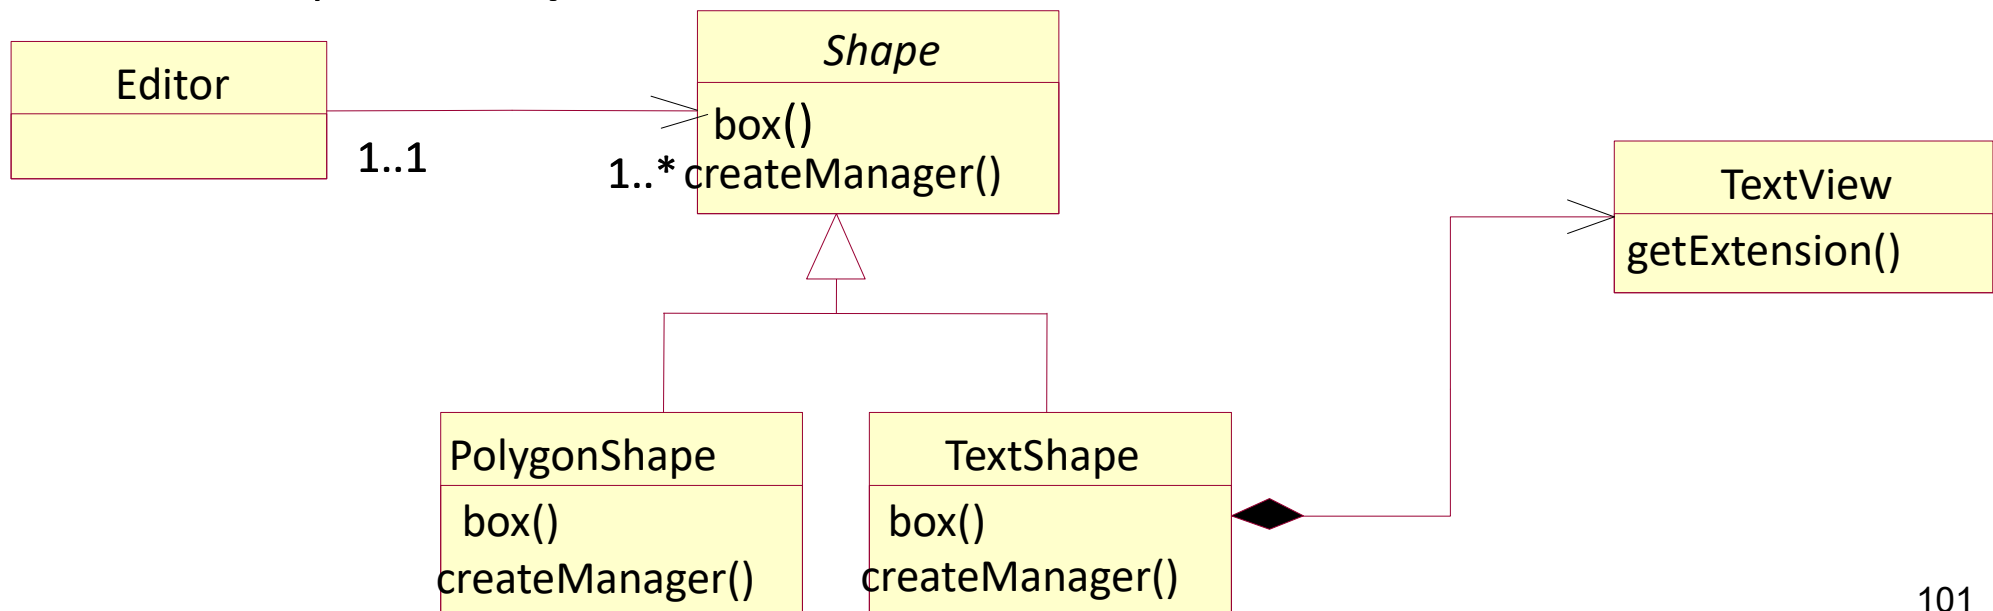 Editor
1..1
Shape
box()
1..* createManager()
TextView
getExtension()
PolygonShape
box()
createManager()
TextShape
box()
createManager()
101